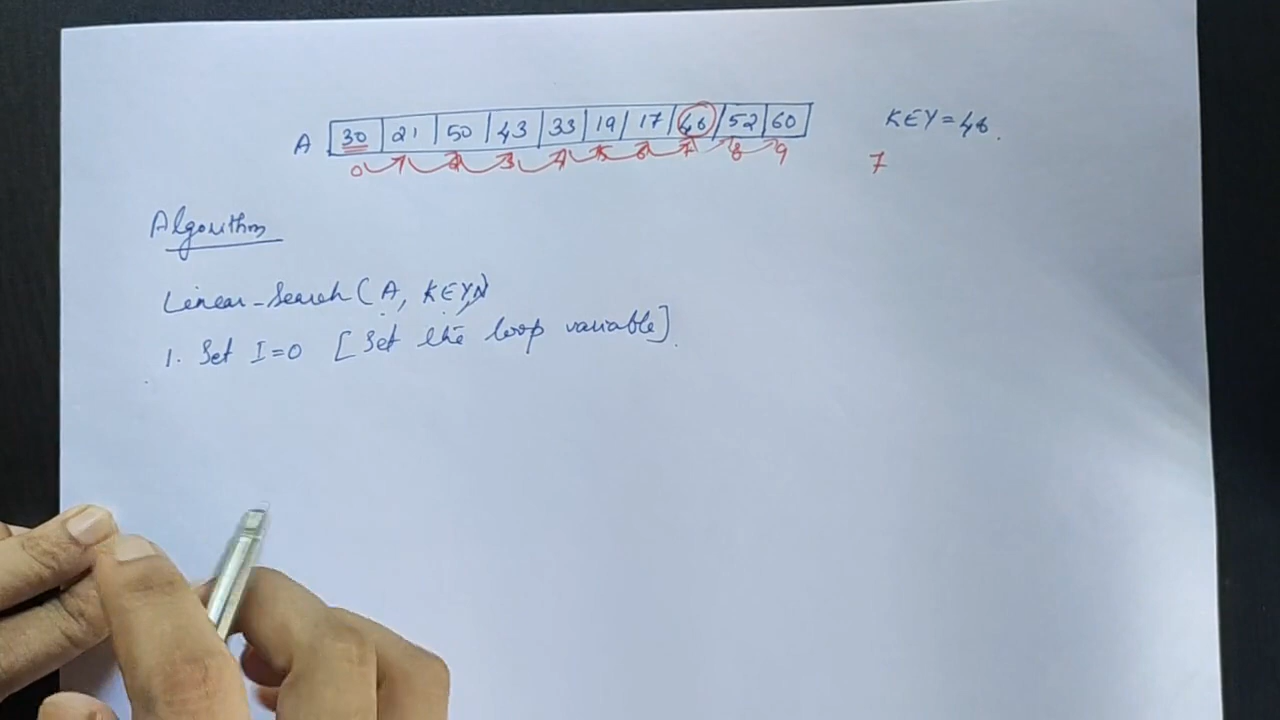 A 30 21 50 43 33 19 17 46 52 60 KEY=46.
0 1 2 3 4 5 6 7 8 9 7
Algorithm
Linear-Search(A, KEY,N)
1. Set I=0 [Set the loop variable].